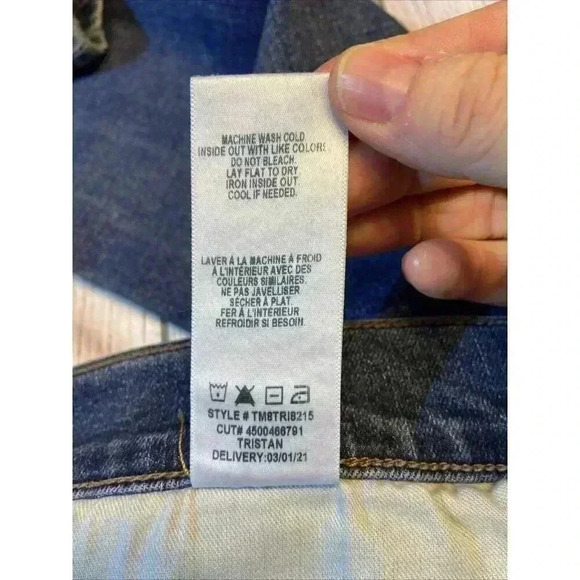 MACHINE WASH COLD
INSIDE OUT WITH LIKE COLORS
DO NOT BLEACH.
LAY FLAT TO DRY
IRON INSIDE OUT
COOL IF NEEDED.
LAVER À LA MACHINE À FROID
À L'INTÉRIEUR AVEC DES
COULEURS SIMILAIRES.
NE PAS JAVELLISER
SÉCHER À PLAT.
FER À L'INTÉRIEUR
REFROIDIR SI BESOIN.
STYLE # TM8TRI8215
CUT# 4500466791
TRISTAN
DELIVERY:03/01/21